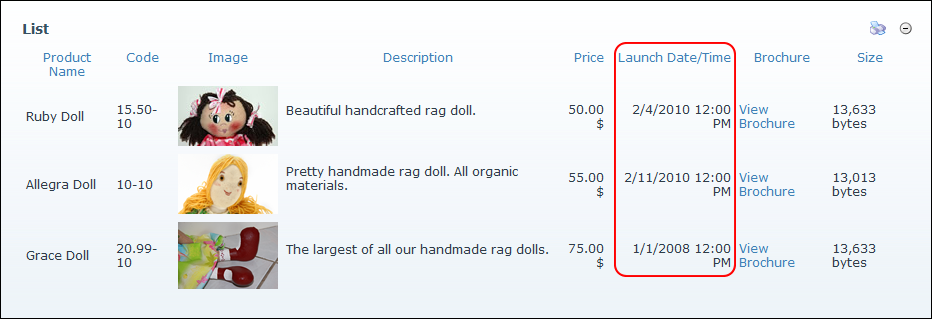 List
Product Name Code Image Description Price Launch Date/Time Brochure Size
Ruby Doll 15.50-10 Beautiful handcrafted rag doll. 50.00 $ 2/4/2010 12:00 PM View Brochure 13,633 bytes
Allegra Doll 10-10 Pretty handmade rag doll. All organic materials. 55.00 $ 2/11/2010 12:00 PM View Brochure 13,013 bytes
Grace Doll 20.99-10 The largest of all our handmade rag dolls. 75.00 $ 1/1/2008 12:00 PM View Brochure 13,633 bytes